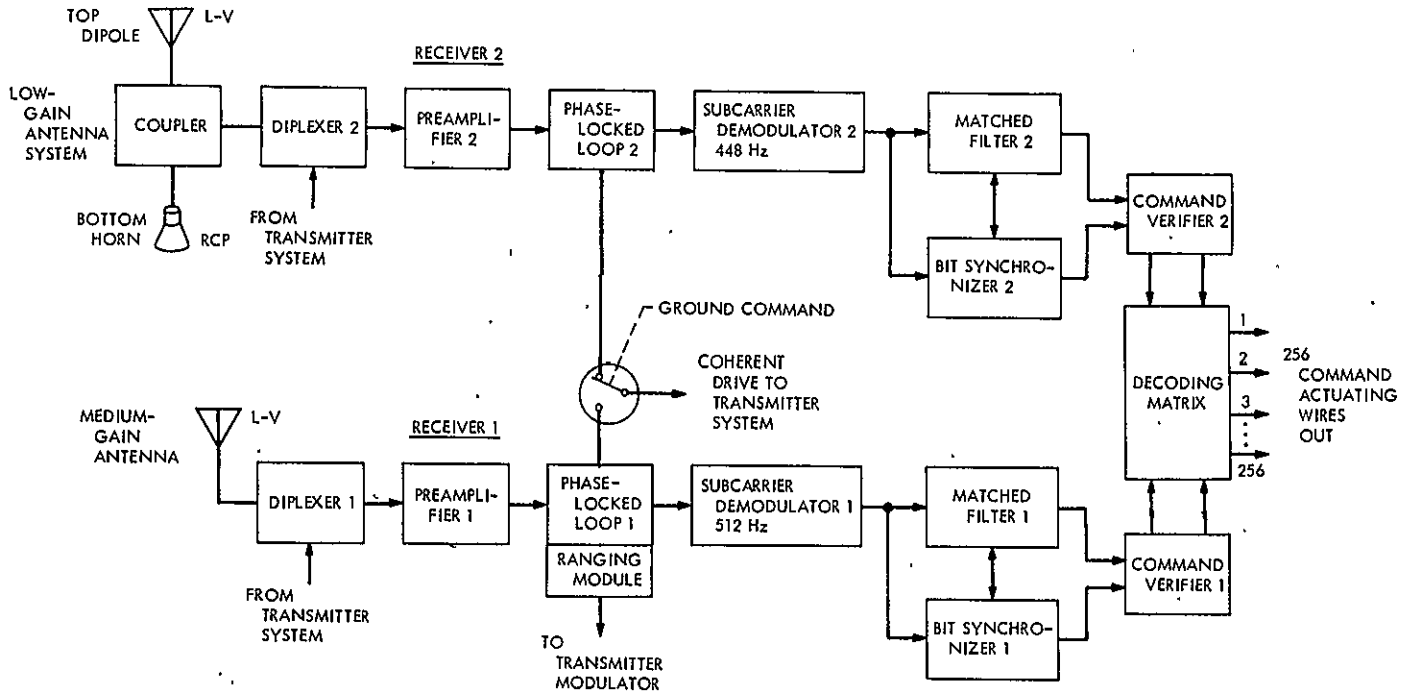 TOP
DIPOLE
L-V
LOW-
GAIN
ANTENNA
SYSTEM
COUPLER
BOTTOM
HORN
RCP
DIPLEXER 2
FROM
TRANSMITTER
SYSTEM
RECEIVER 2
PREAMPLI-
FIER 2
PHASE-
LOCKED
LOOP 2
SUBCARRIER
DEMODULATOR 2
448 Hz
MATCHED
FILTER 2
BIT SYNCHRO-
NIZER 2
COMMAND
VERIFIER 2
GROUND COMMAND
COHERENT
DRIVE TO
TRANSMITTER
SYSTEM
DECODING
MATRIX
1
2
3
256
256
COMMAND
ACTUATING
WIRES
OUT
MEDIUM-
GAIN
ANTENNA
L-V
DIPLEXER 1
FROM
TRANSMITTER
SYSTEM
RECEIVER 1
PREAMPLI-
FIER 1
PHASE-
LOCKED
LOOP 1
RANGING
MODULE
TO
TRANSMITTER
MODULATOR
SUBCARRIER
DEMODULATOR 1
512 Hz
MATCHED
FILTER 1
BIT SYNCHRO-
NIZER 1
COMMAND
VERIFIER 1